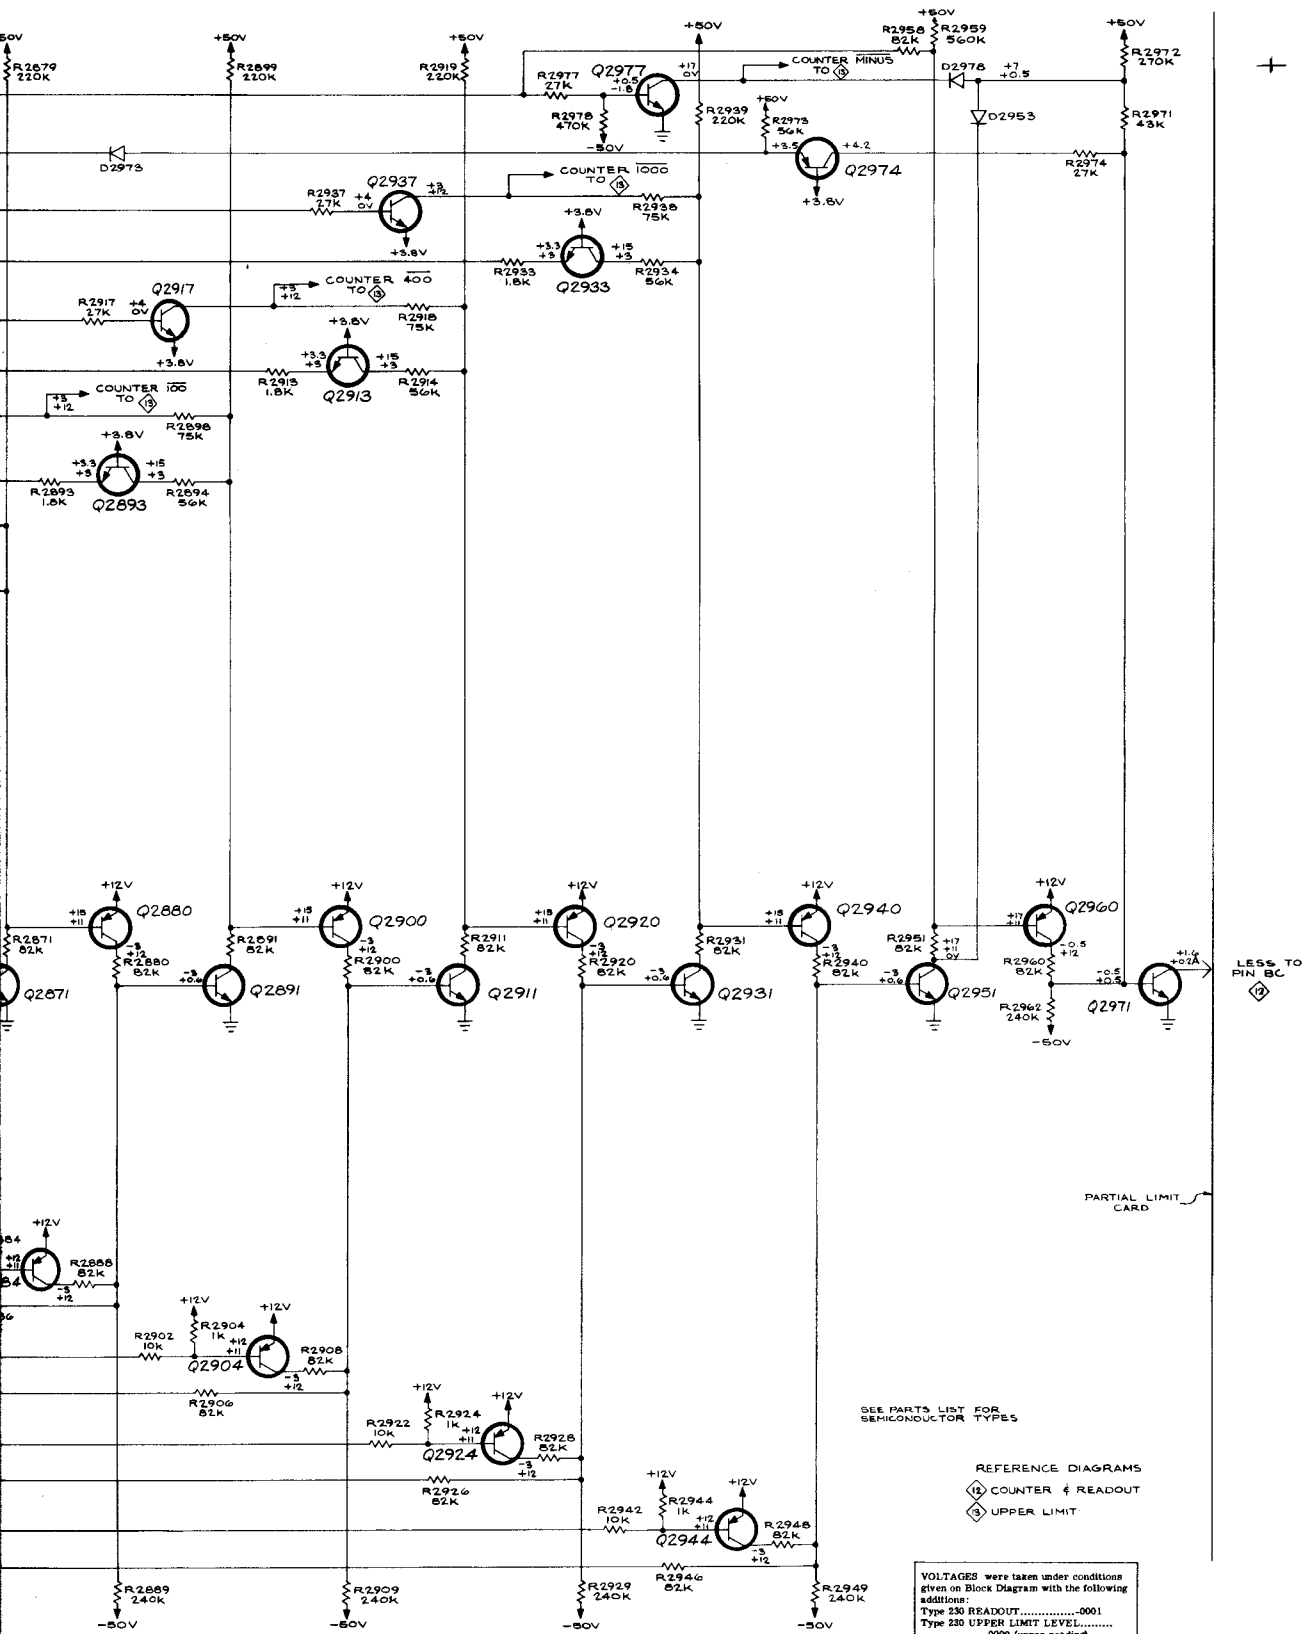 50V
R2879
220K
+50V
R2899
220K
+50V
R2919
220K
+50V
R2958
82K
+50V
R2959
560K
+50V
R2972
270K
R2977
27K
Q2977
+0.5
-1.8
+17
0V
COUNTER MINUS
TO 13
D2978
+7
+0.5
R2978
470K
-50V
R2939
220K
+50V
R2973
56K
D2953
R2971
43K
D2973
+3.5
+4.2
Q2974
+3.8V
R2974
27K
Q2937
R2937
27K
+4
0V
+3
+12
+3.8V
COUNTER 1000
TO 13
R2938
75K
+3.8V
+3.3
+3
+15
+3
R2933
1.8K
Q2933
R2934
56K
Q2917
R2917
27K
+4
0V
+3.8V
+3
+12
COUNTER 400
TO 13
R2918
75K
+3.8V
+3.3
+3
+15
+3
R2913
1.8K
Q2913
R2914
56K
+3
+12
COUNTER 100
TO 13
R2898
75K
+3.8V
+3.3
+3
+15
+3
R2893
1.8K
Q2893
R2894
56K
+12V
+15
+11
Q2880
R2871
82K
-3
+12
R2880
82K
Q2871
-3
+0.6
R2891
82K
Q2891
+12V
+15
+11
Q2900
-3
+12
R2900
82K
-3
+0.6
R2911
82K
Q2911
+12V
+15
+11
Q2920
-3
+12
R2920
82K
-3
+0.6
R2931
82K
Q2931
+12V
+15
+11
Q2940
-3
+12
R2940
82K
-3
+0.6
R2951
82K
+17
+11
0V
Q2951
+12V
+17
+11
Q2960
-0.5
+12
R2960
82K
R2962
240K
-50V
-0.5
+0.5
Q2971
+1.6
+0.2A
LESS TO
PIN BC
12
PARTIAL LIMIT
CARD
+12V
84
+12
+11
84
R2888
82K
-3
+12
36
+12V
R2904
1K
R2902
10K
+12
+11
Q2904
+12V
R2908
82K
-3
+12
R2906
82K
+12V
R2924
1K
R2922
10K
+12
+11
Q2924
+12V
R2928
82K
-3
+12
R2926
82K
+12V
R2944
1K
R2942
10K
+12
+11
Q2944
+12V
R2948
82K
-3
+12
R2946
82K
R2889
240K
-50V
R2909
240K
-50V
R2929
240K
-50V
R2949
240K
-50V
SEE PARTS LIST FOR
SEMICONDUCTOR TYPES
REFERENCE DIAGRAMS
12 COUNTER & READOUT
13 UPPER LIMIT
VOLTAGES were taken under conditions
given on Block Diagram with the following
additions:
Type 230 READOUT..............-0001
Type 230 UPPER LIMIT LEVEL.........